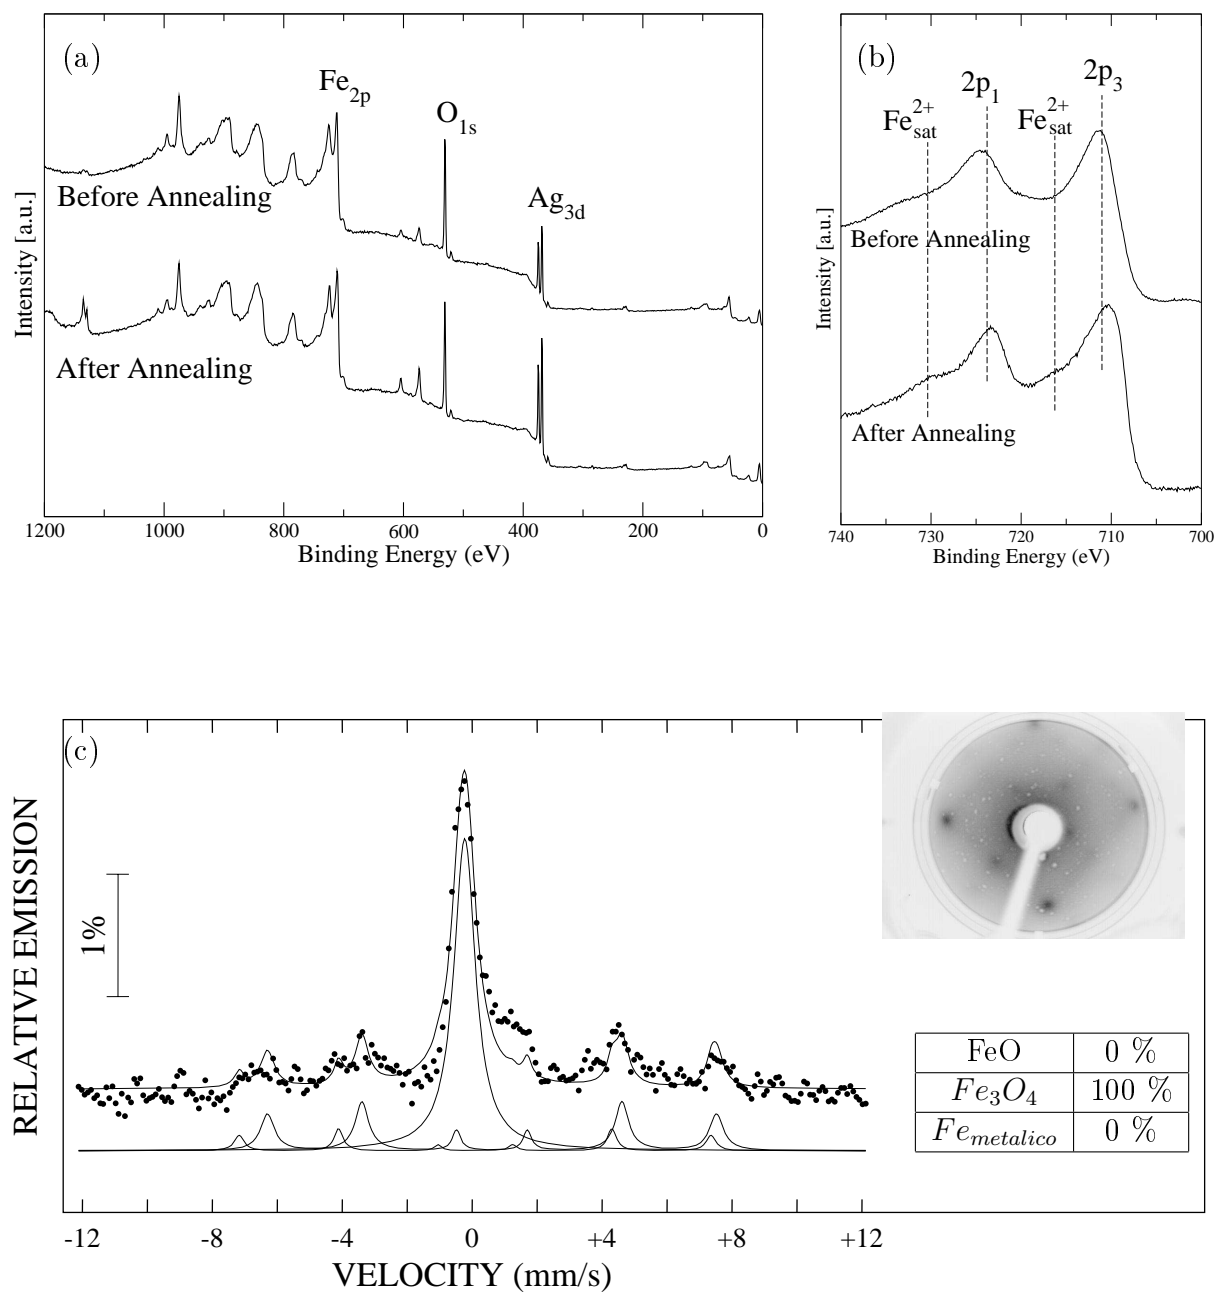 (a)
Fe2p
O1s
Ag3d
Before Annealing
After Annealing
Intensity [a.u.]
1200 1000 800 600 400 200 0
Binding Energy (eV)
(b)
Fe2+sat 2p1 Fe2+sat 2p3
Before Annealing
After Annealing
Intensity [a.u.]
740 730 720 710 700
Binding Energy (eV)
(c)
RELATIVE EMISSION
1%
FeO 0 %
Fe3O4 100 %
Femetalico 0 %
-12 -8 -4 0 +4 +8 +12
VELOCITY (mm/s)